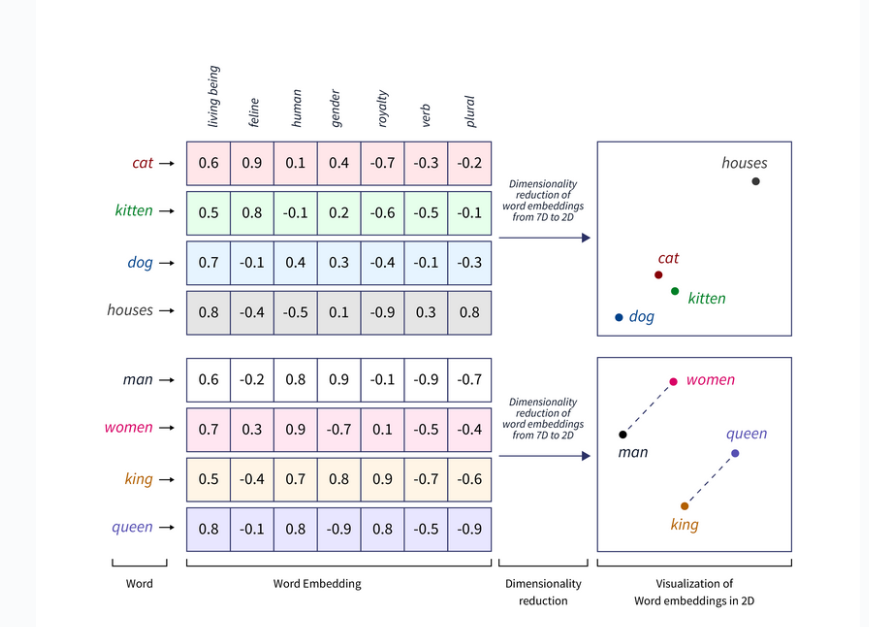 living being feline human gender royalty verb plural
cat → 0.6 0.9 0.1 0.4 -0.7 -0.3 -0.2
kitten → 0.5 0.8 -0.1 0.2 -0.6 -0.5 -0.1
dog → 0.7 -0.1 0.4 0.3 -0.4 -0.1 -0.3
houses → 0.8 -0.4 -0.5 0.1 -0.9 0.3 0.8
Dimensionality
reduction of
word embeddings
from 7D to 2D
houses
cat
kitten
dog
man → 0.6 -0.2 0.8 0.9 -0.1 -0.9 -0.7
women → 0.7 0.3 0.9 -0.7 0.1 -0.5 -0.4
king → 0.5 -0.4 0.7 0.8 0.9 -0.7 -0.6
queen → 0.8 -0.1 0.8 -0.9 0.8 -0.5 -0.9
Dimensionality
reduction of
word embeddings
from 7D to 2D
women
queen
man
king
Word
Word Embedding
Dimensionality
reduction
Visualization of
Word embeddings in 2D